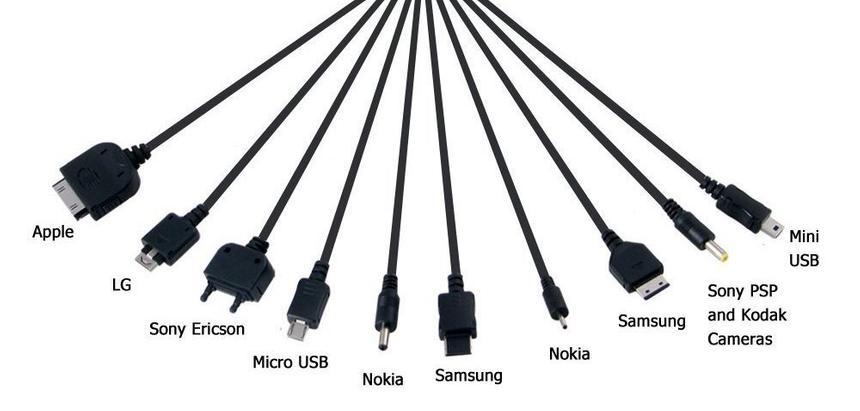 Apple
LG
Sony Ericson
Micro USB
Nokia
Samsung
Nokia
Samsung
Sony PSP
and Kodak
Cameras
Mini
USB